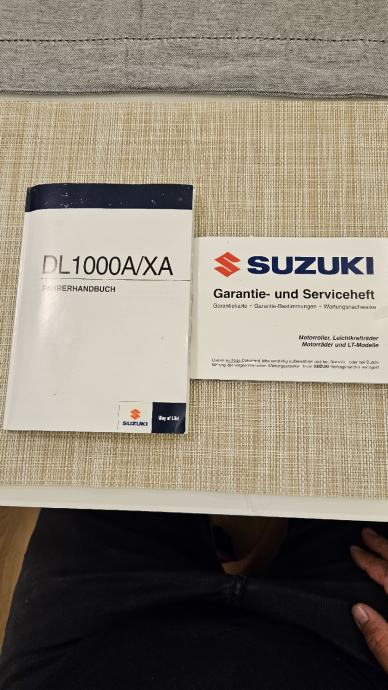 DL1000A/XA
FAHRERHANDBUCH
SUZUKI
Way of Life!
SUZUKI
Garantie- und Serviceheft
Garantiekarte • Garantie-Bestimmungen • Wartungsnachweise
Motorroller, Leichtkrafträder
Motorräder und LT-Modelle